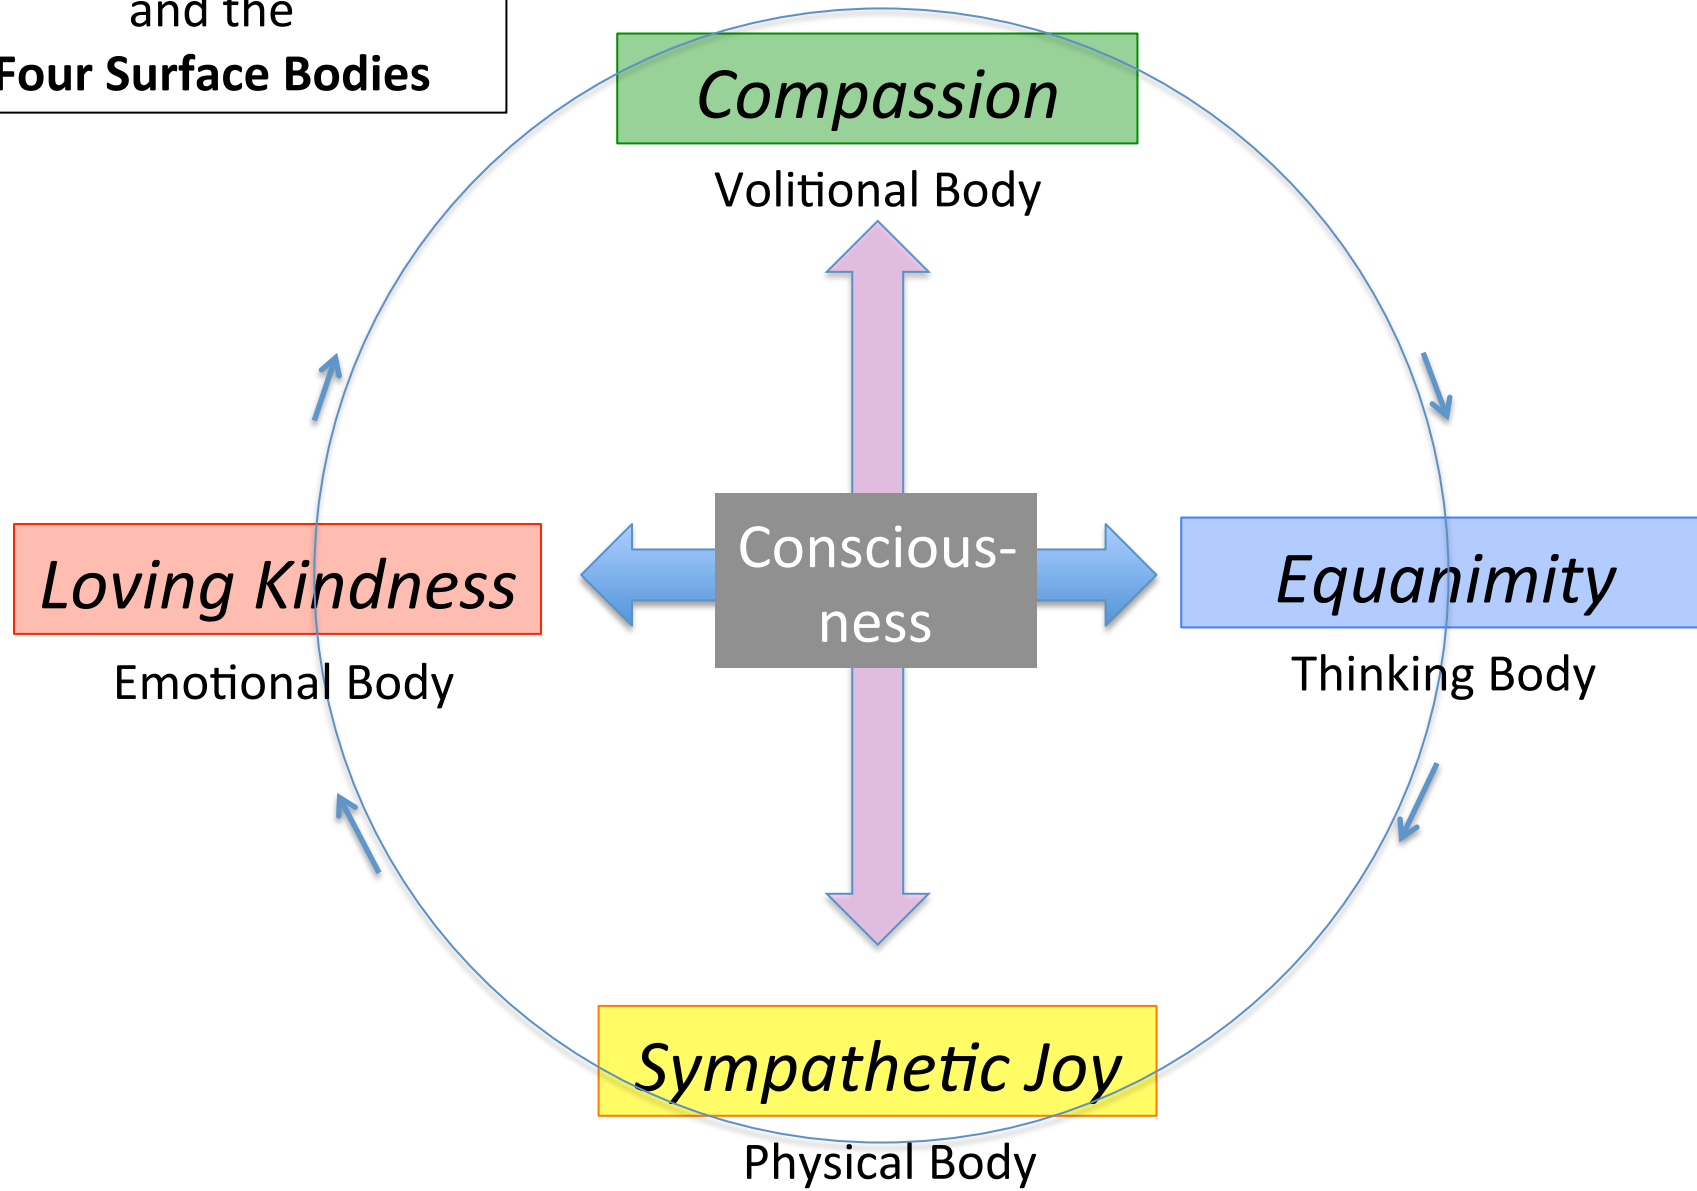 and the
Four Surface Bodies
Compassion
Volitional Body
Conscious-
ness
Loving Kindness
Emotional Body
Equanimity
Thinking Body
Sympathetic Joy
Physical Body